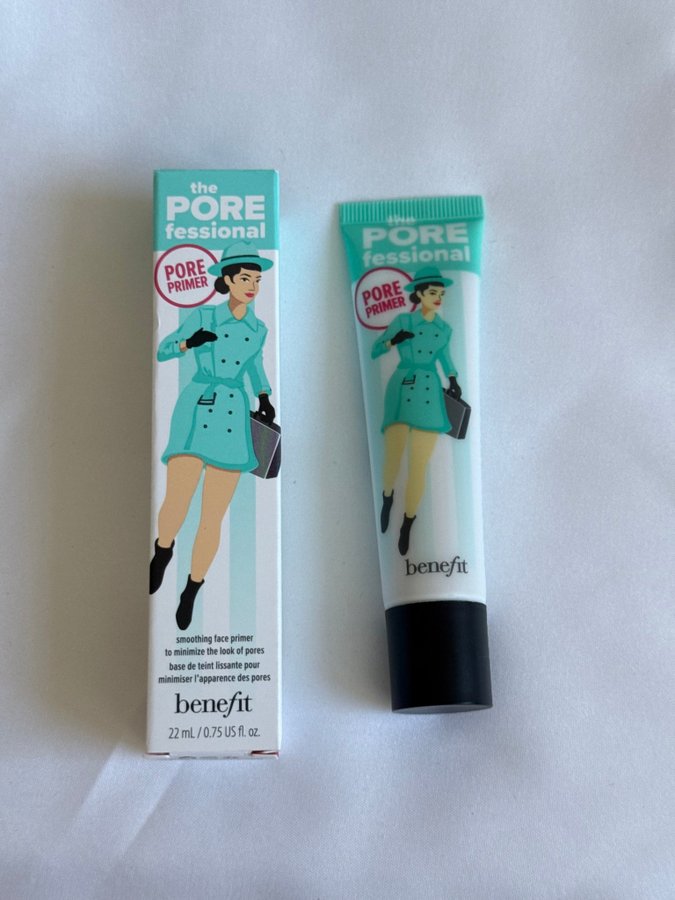 the
PORE
fessional
PORE
PRIMER
smoothing face primer
to minimize the look of pores
base de teint lissante pour
minimiser l'apparence des pores
benefit
22 mL / 0.75 US fl. oz.
the
PORE
fessional
PORE
PRIMER
benefit